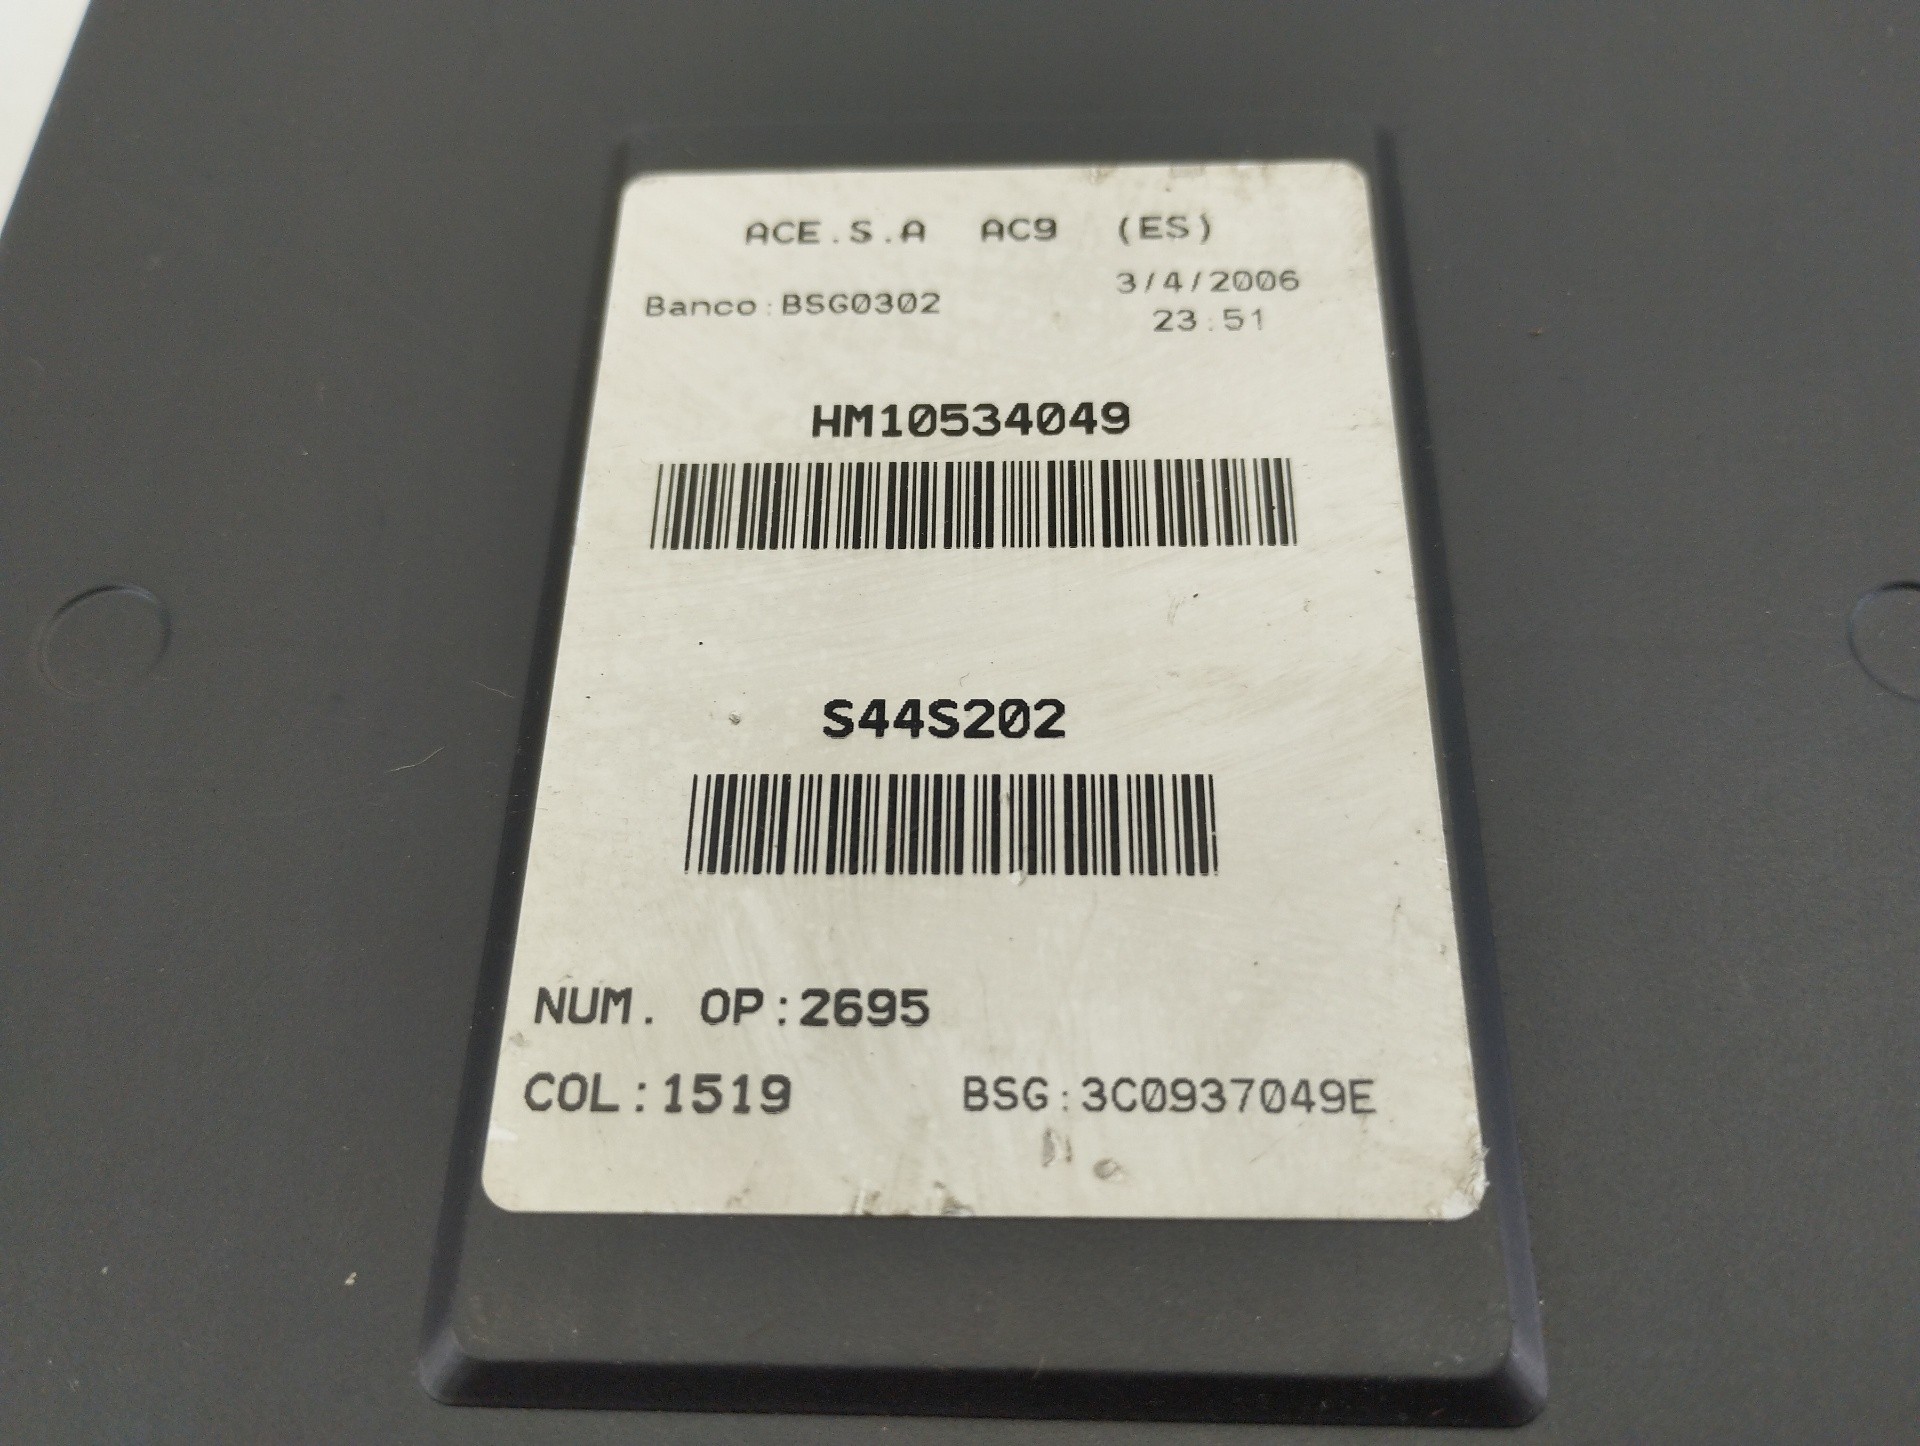 ACE.S.A AC9 (ES)
3/4/2006
Banco:BSG0302
23:51
HM10534049
S44S202
NUM. OP:2695
COL:1519 BSG:3C0937049E